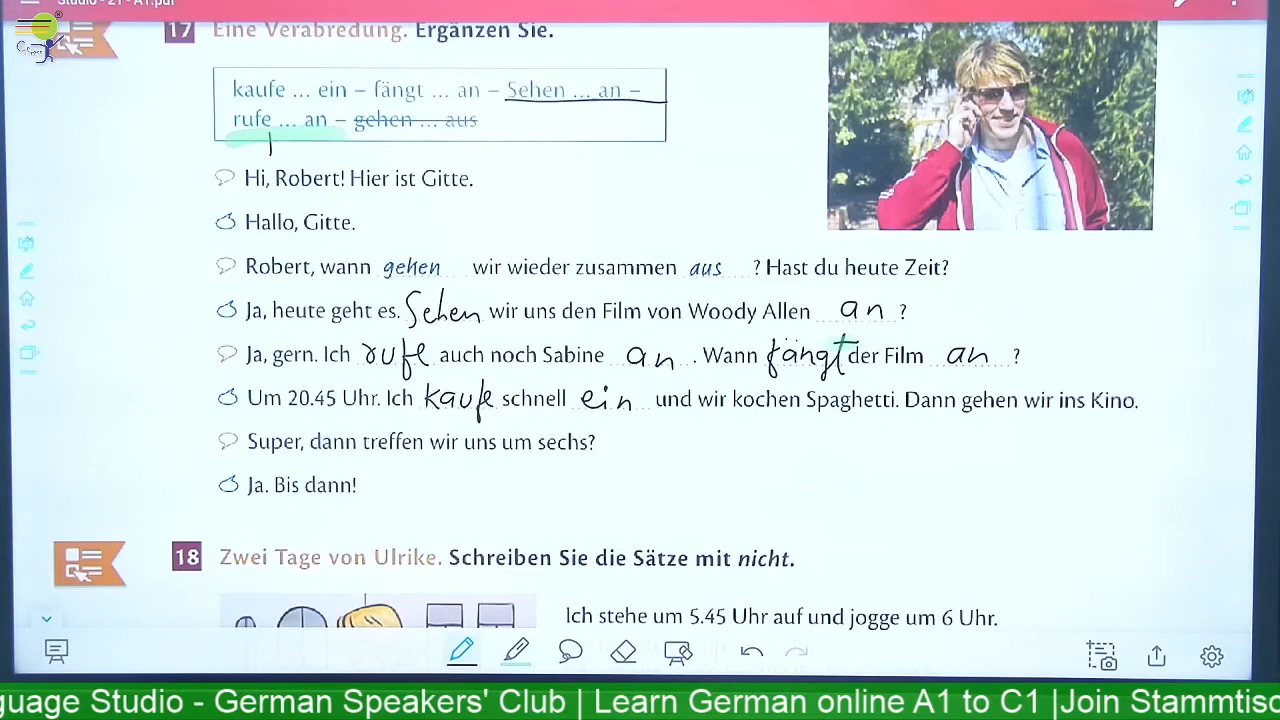 Studio - 21 - A1.pdf
17 Eine Verabredung. Ergänzen Sie.
kaufe ... ein – fängt ... an – Sehen ... an –
rufe ... an – gehen ... aus
Hi, Robert! Hier ist Gitte.
Hallo, Gitte.
Robert, wann gehen wir wieder zusammen aus ? Hast du heute Zeit?
Ja, heute geht es. Sehen wir uns den Film von Woody Allen an ?
Ja, gern. Ich rufe auch noch Sabine an . Wann fängt der Film an ?
Um 20.45 Uhr. Ich kaufe schnell ein und wir kochen Spaghetti. Dann gehen wir ins Kino.
Super, dann treffen wir uns um sechs?
Ja. Bis dann!
18 Zwei Tage von Ulrike. Schreiben Sie die Sätze mit nicht.
Ich stehe um 5.45 Uhr auf und jogge um 6 Uhr.
guage Studio - German Speakers' Club | Learn German online A1 to C1 |Join Stammtisc